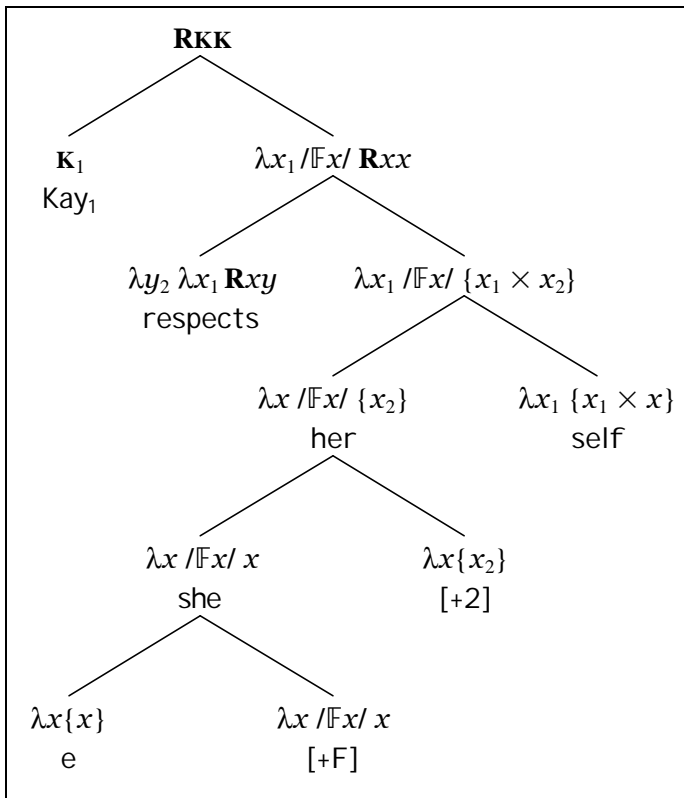 RKK
K₁ λx₁ /𝔽x/ Rxx
Kay₁
λy₂ λx₁ Rxy λx₁ /𝔽x/ {x₁ × x₂}
respects
λx /𝔽x/ {x₂} λx₁ {x₁ × x}
her self
λx /𝔽x/ x λx{x₂}
she [+2]
λx{x} λx /𝔽x/ x
e [+F]